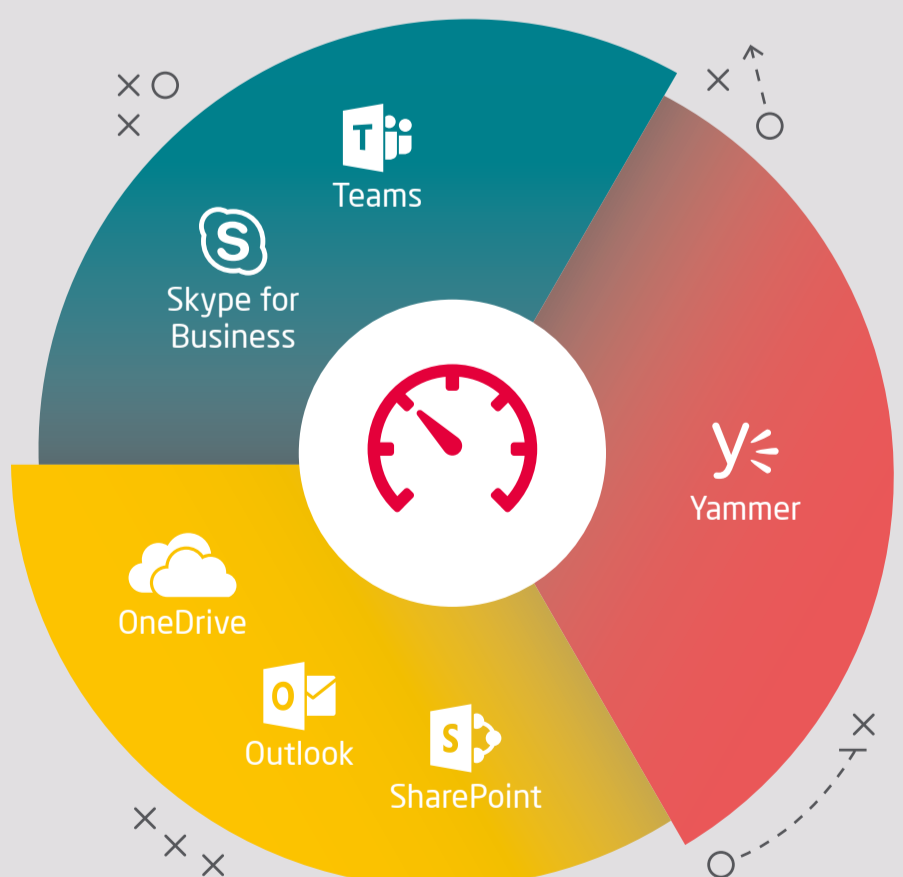 Teams
Skype for
Business
Yammer
OneDrive
Outlook
SharePoint